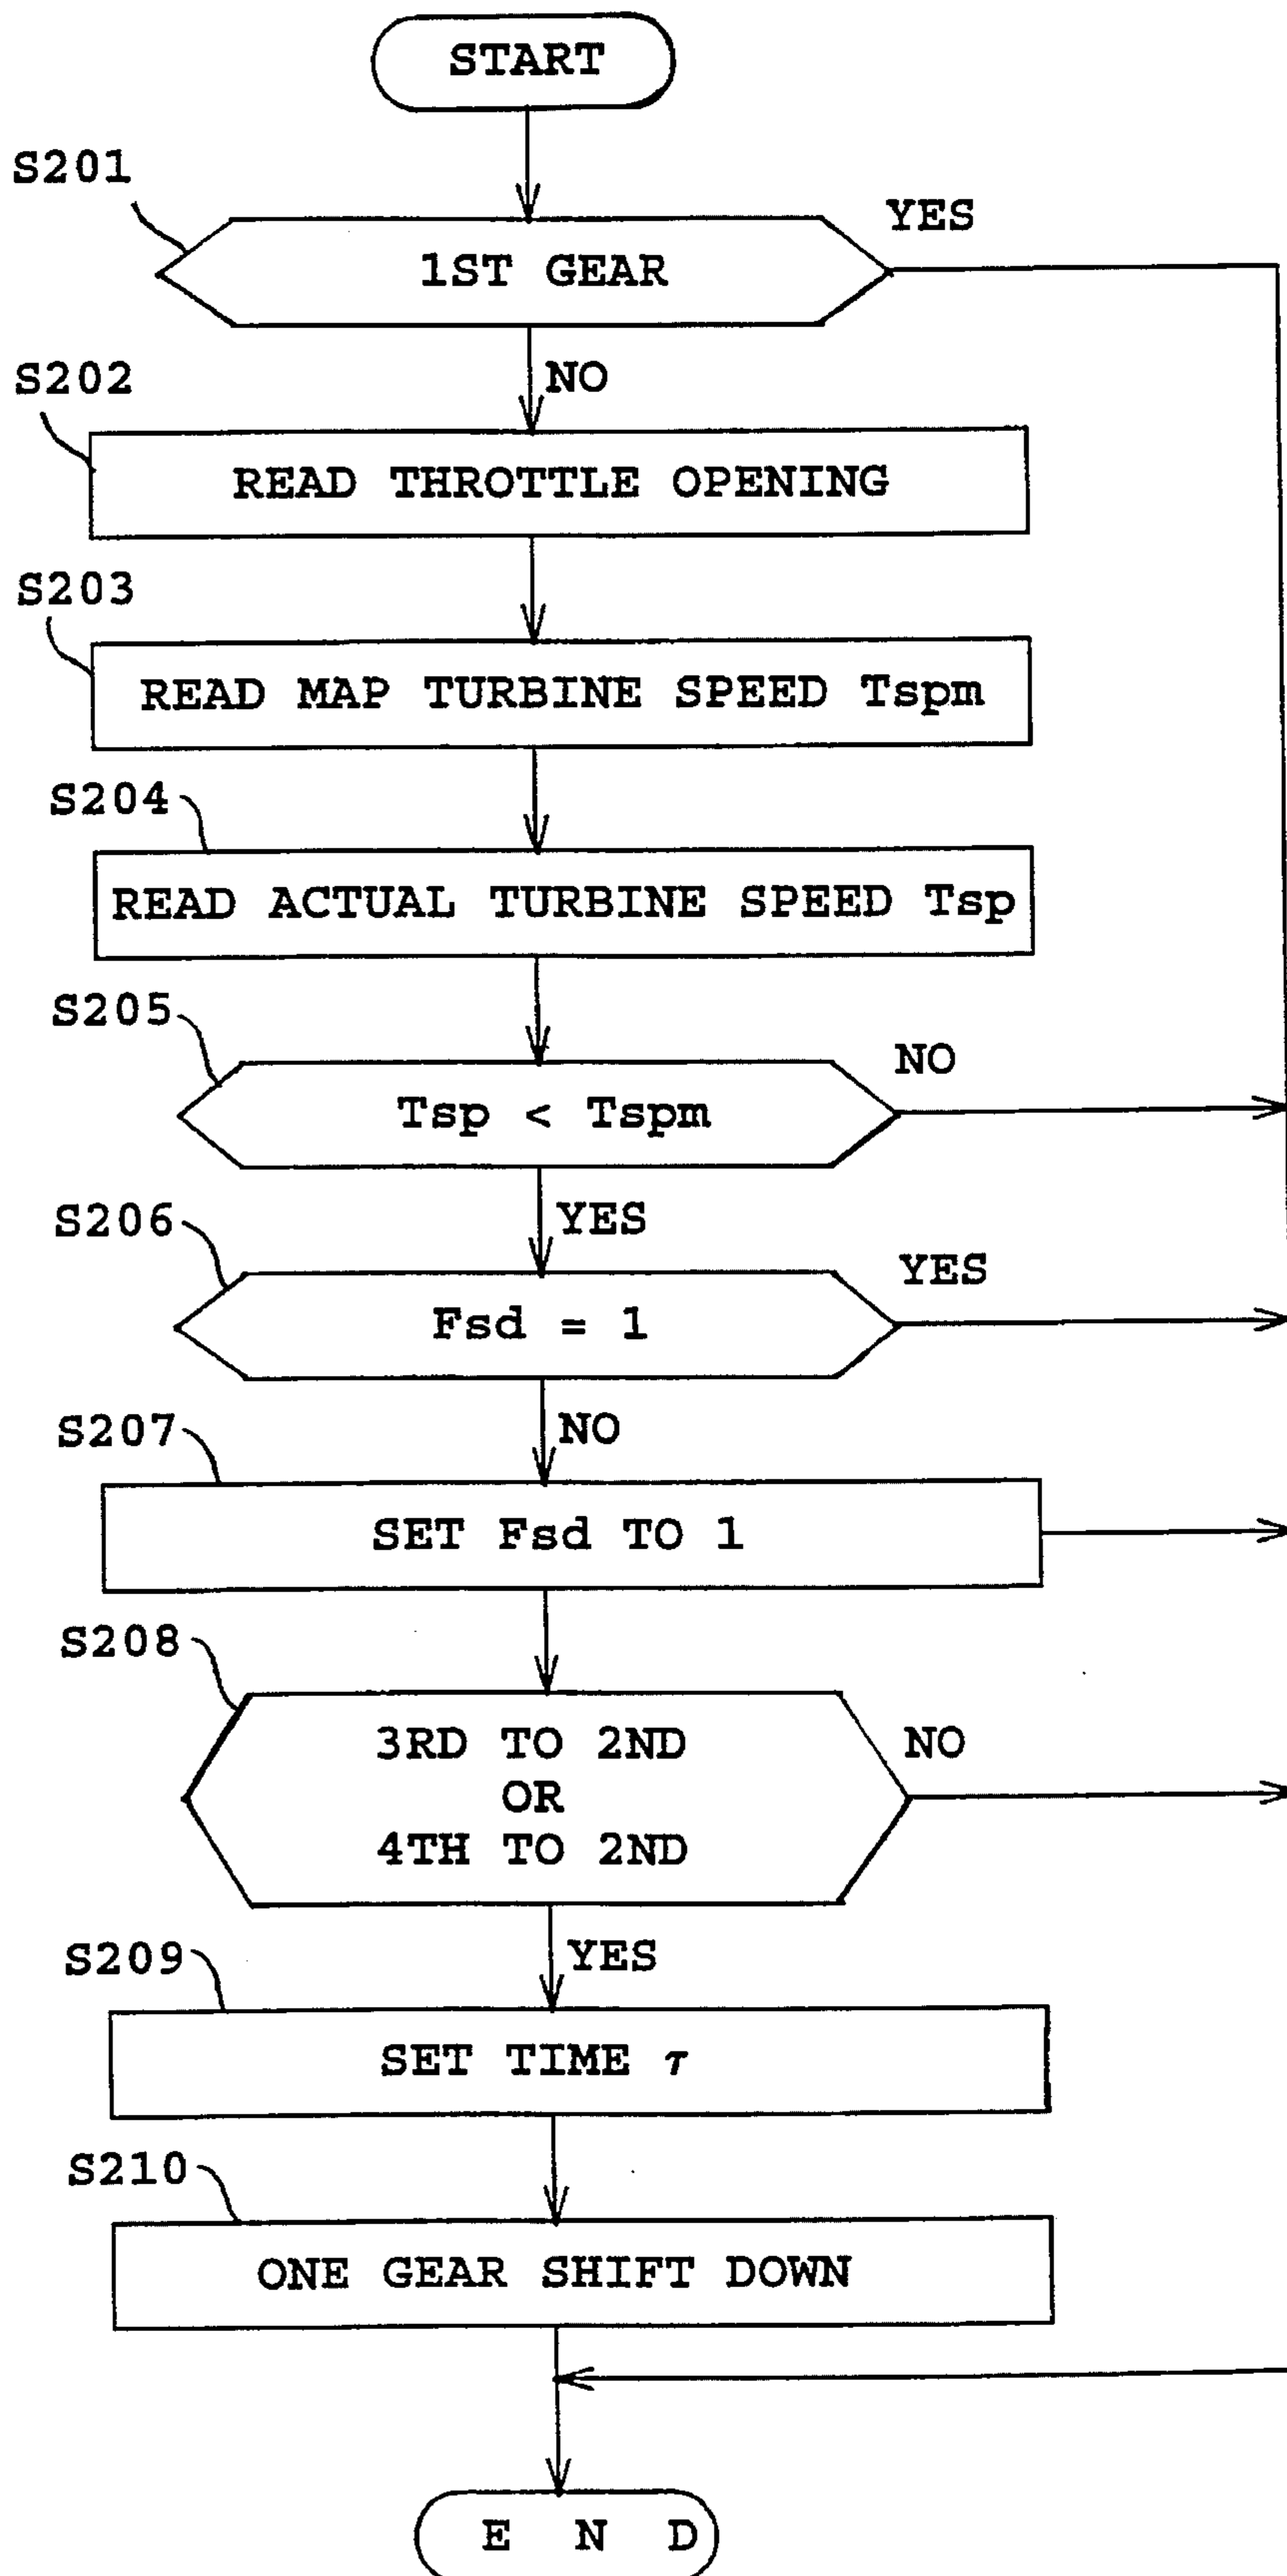 START
S201
YES
1ST GEAR
S202
NO
READ THROTTLE OPENING
S203
READ MAP TURBINE SPEED Tspm
S204
READ ACTUAL TURBINE SPEED Tsp
S205
NO
Tsp < Tspm
S206
YES
YES
Fsd = 1
S207
NO
SET Fsd TO 1
S208
3RD TO 2ND
NO
OR
4TH TO 2ND
S209
YES
SET TIME τ
S210
ONE GEAR SHIFT DOWN
E N D